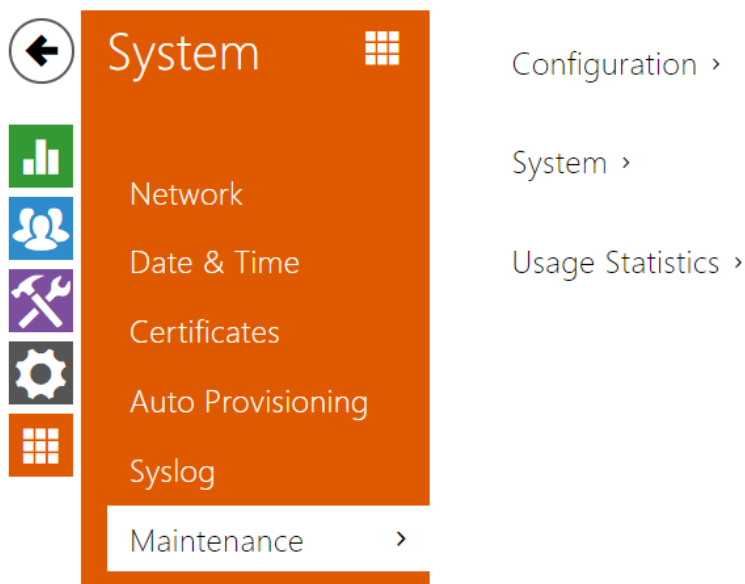 System
Network
Date & Time
Certificates
Auto Provisioning
Syslog
Maintenance
Configuration
System
Usage Statistics